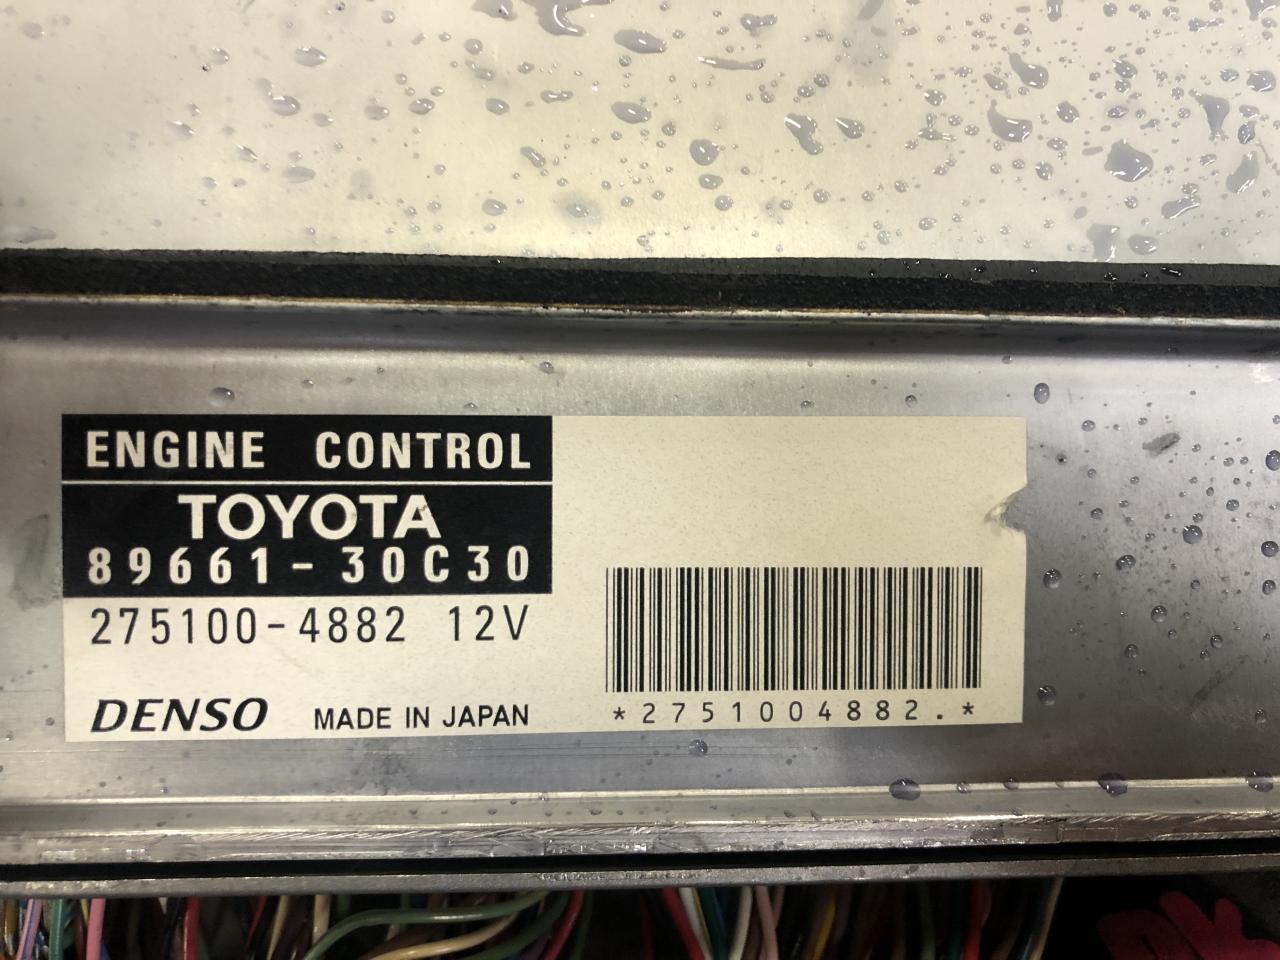 ENGINE CONTROL
TOYOTA
89661-30C30
275100-4882 12V
DENSO MADE IN JAPAN
*2751004882.*